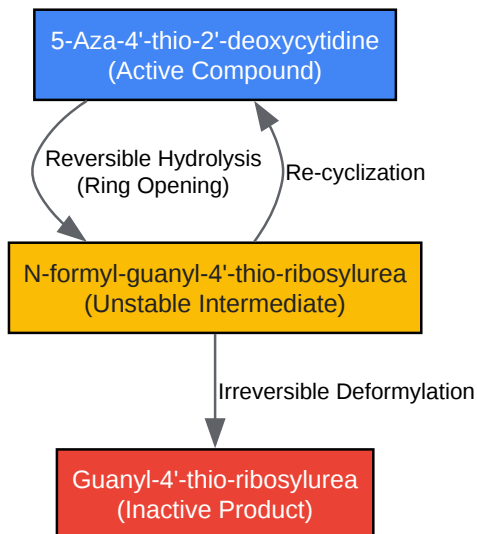 5-Aza-4'-thio-2'-deoxycytidine
(Active Compound)
Reversible Hydrolysis
(Ring Opening)
Re-cyclization
N-formyl-guanyl-4'-thio-ribosylurea
(Unstable Intermediate)
Irreversible Deformylation
Guanyl-4'-thio-ribosylurea
(Inactive Product)